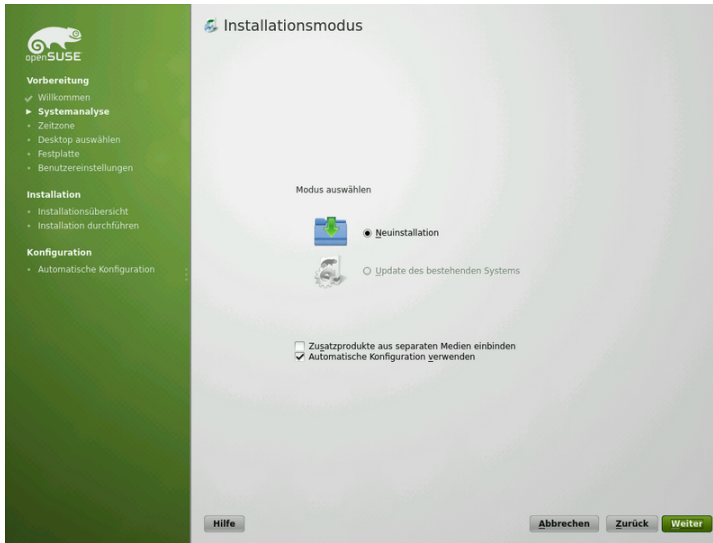 openSUSE
Vorbereitung
Willkommen
Systemanalyse
Zeitzone
Desktop auswählen
Festplatte
Benutzereinstellungen
Installation
Installationsübersicht
Installation durchführen
Konfiguration
Automatische Konfiguration
Installationsmodus
Modus auswählen
Neuinstallation
Update des bestehenden Systems
Zusatzprodukte aus separaten Medien einbinden
Automatische Konfiguration verwenden
Hilfe
Abbrechen
Zurück
Weiter